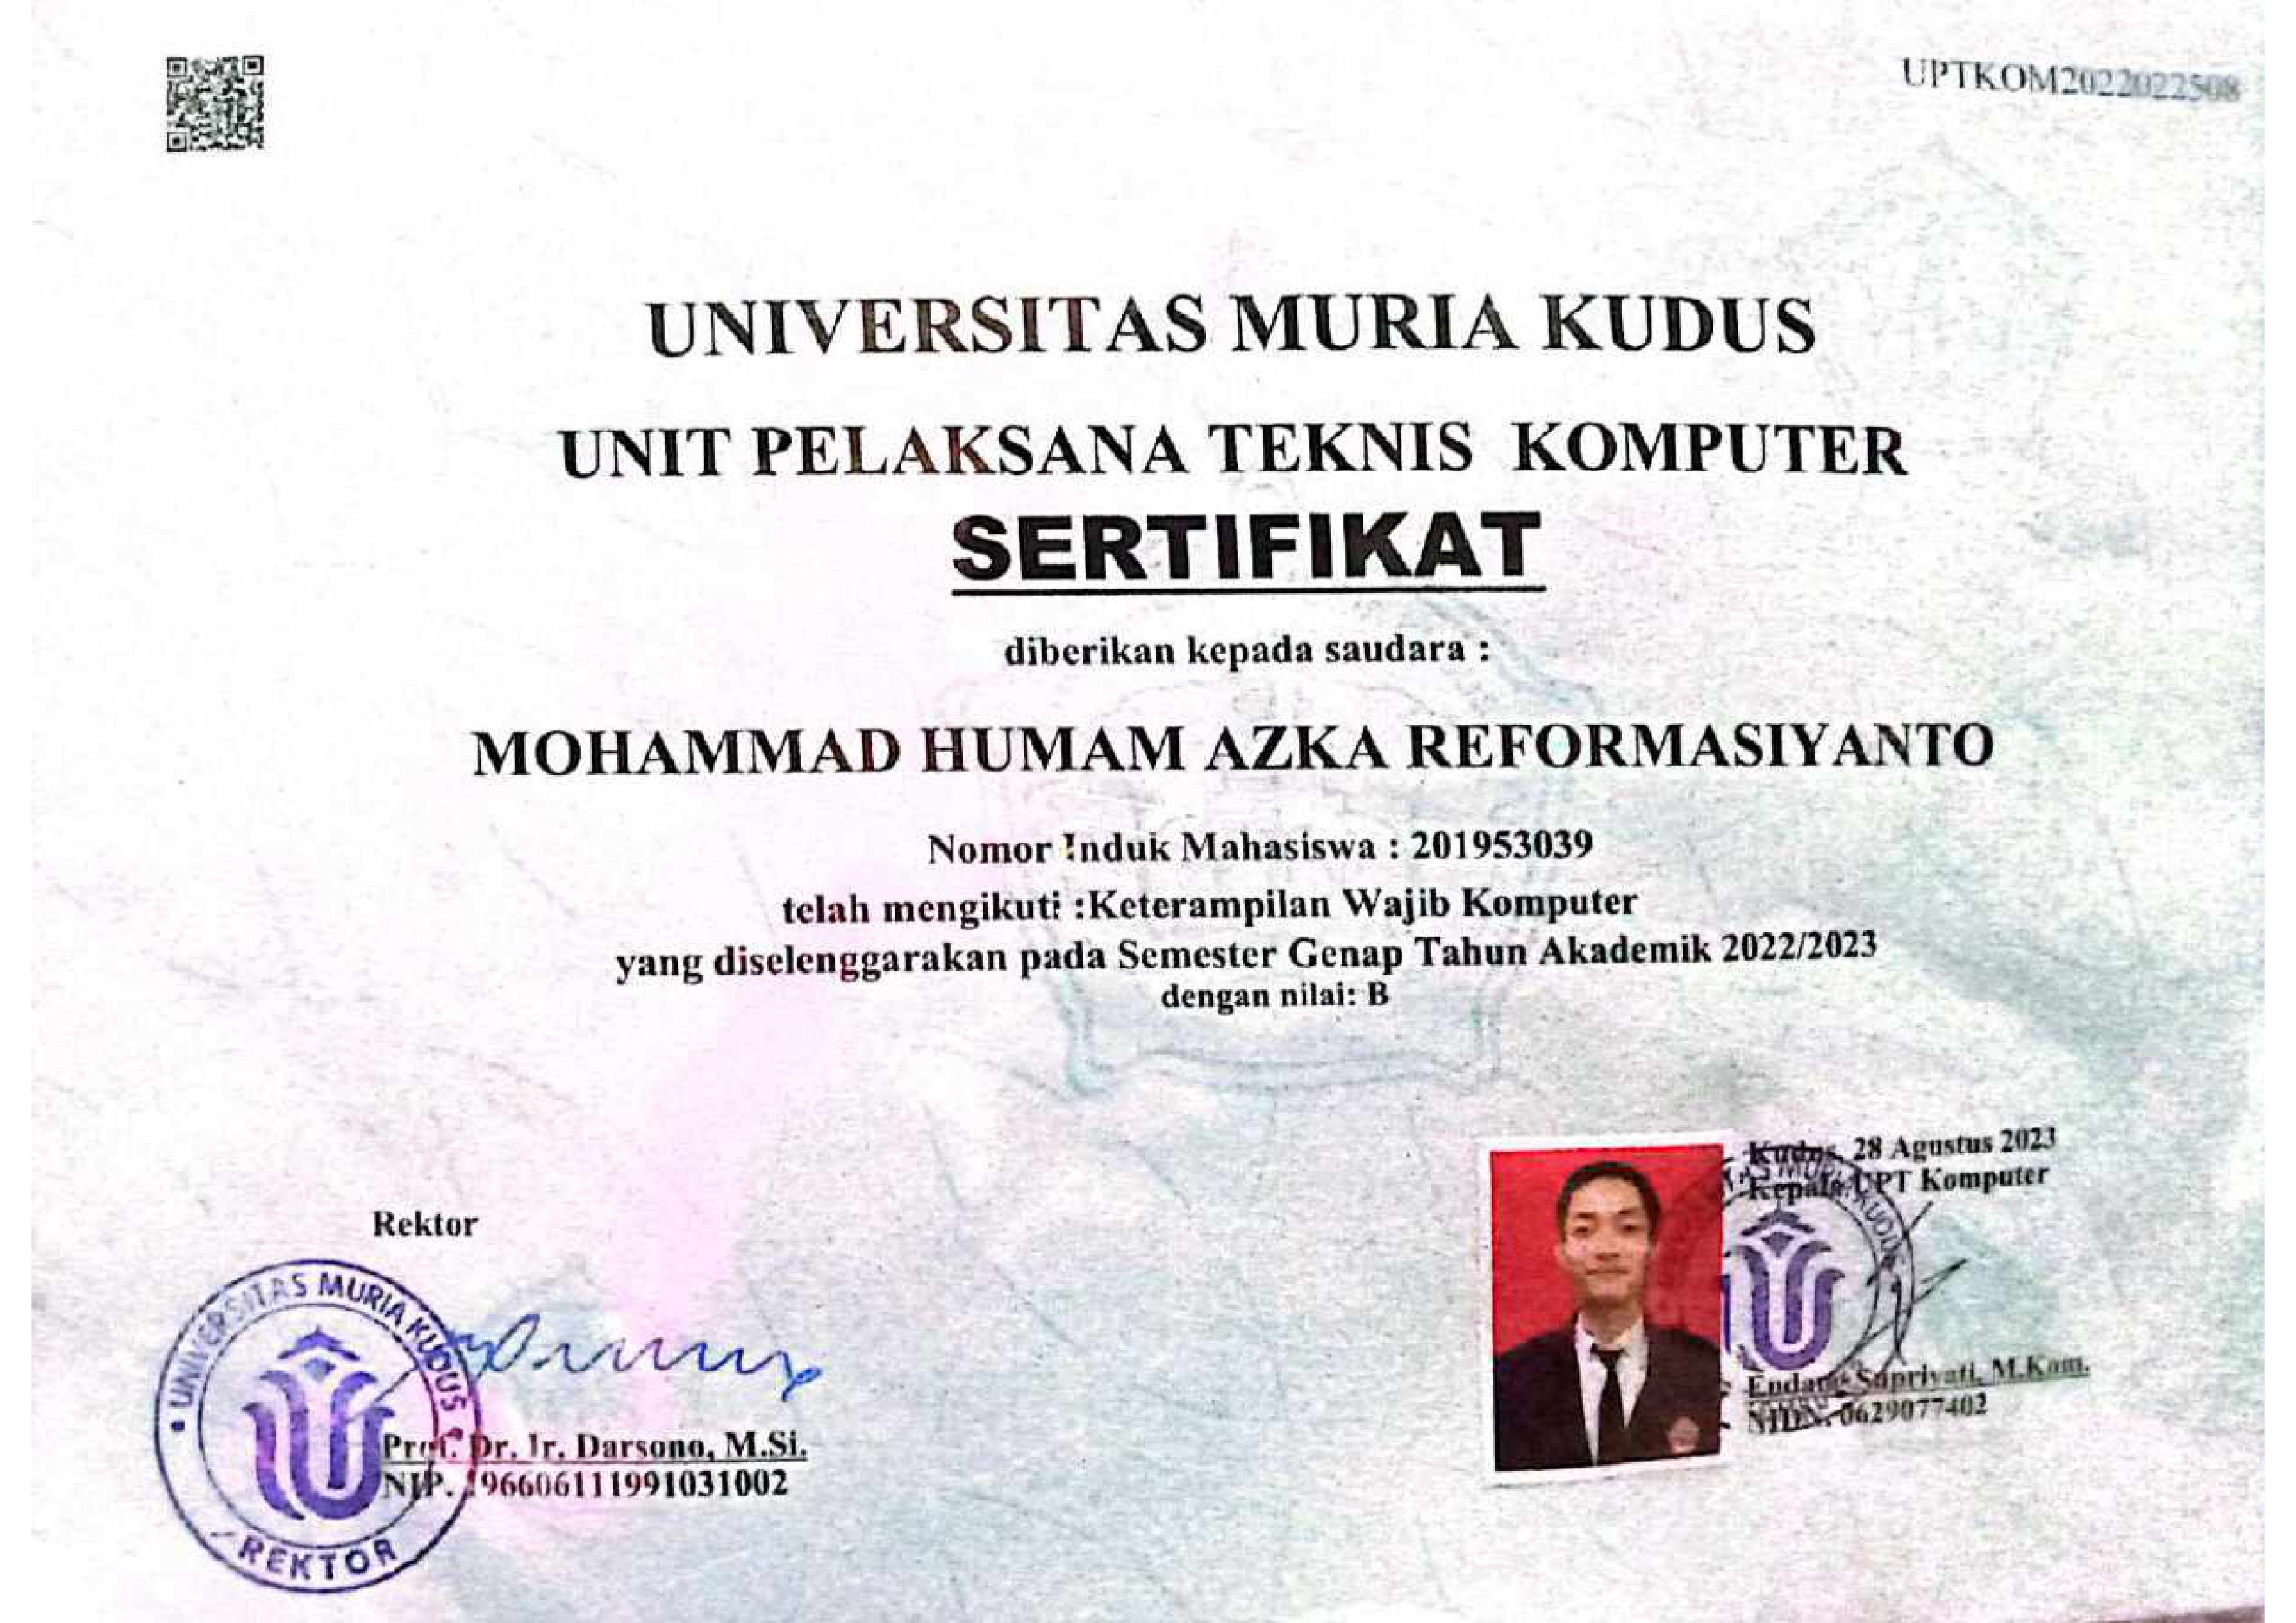 UPTKOM2022022508
UNIVERSITAS MURIA KUDUS
UNIT PELAKSANA TEKNIS KOMPUTER
SERTIFIKAT
diberikan kepada saudara :
MOHAMMAD HUMAM AZKA REFORMASIYANTO
Nomor Induk Mahasiswa : 201953039
telah mengikuti :Keterampilan Wajib Komputer
yang diselenggarakan pada Semester Genap Tahun Akademik 2022/2023
dengan nilai: B
Rektor
UNIVERSITAS MURIA KUDUS
REKTOR
Prof. Dr. Ir. Darsono, M.Si.
NIP. 196606111991031002
Kudus, 28 Agustus 2023
Kepala UPT Komputer
Endang Supriyati, M.Kom.
NIDN. 0629077402